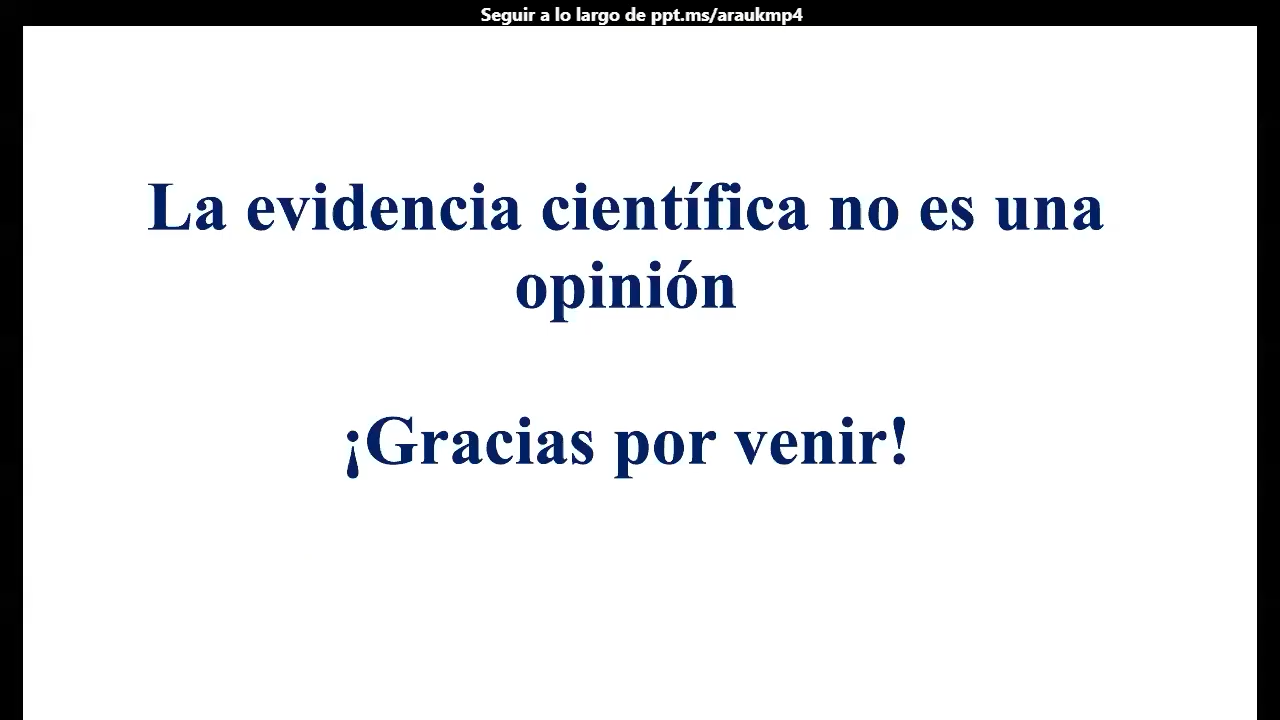 Seguir a lo largo de ppt.ms/araukmp4
La evidencia científica no es una
opinión
¡Gracias por venir!